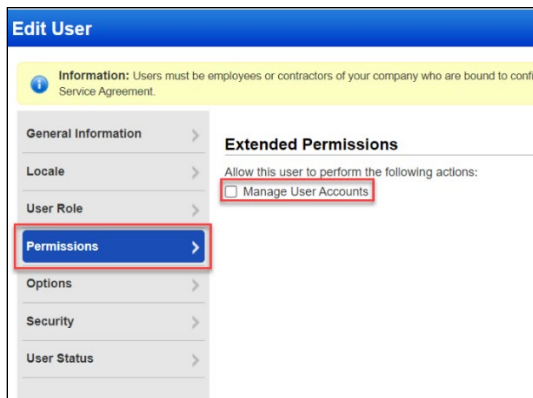 Edit User
Information: Users must be employees or contractors of your company who are bound to
Service Agreement.
General Information
Locale
User Role
Permissions
Options
Security
User Status
Extended Permissions
Allow this user to perform the following actions:
Manage User Accounts